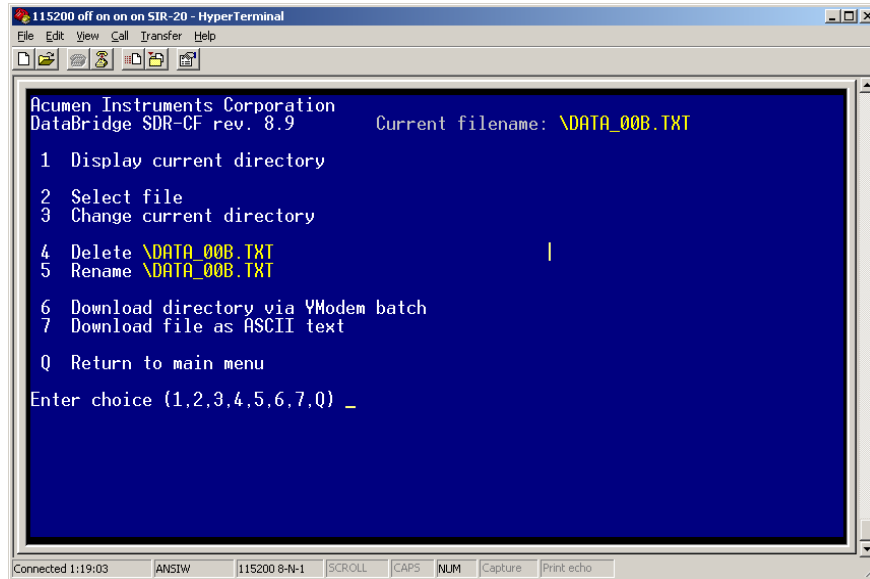 115200 off on on on SIR-20 - HyperTerminal
File Edit View Call Transfer Help
Acumen Instruments Corporation
DataBridge SDR-CF rev. 8.9 Current filename: \DATA_00B.TXT
1 Display current directory
2 Select file
3 Change current directory
4 Delete \DATA_00B.TXT
5 Rename \DATA_00B.TXT
6 Download directory via YModem batch
7 Download file as ASCII text
Q Return to main menu
Enter choice (1,2,3,4,5,6,7,Q) _
Connected 1:19:03 ANSIW 115200 8-N-1 SCROLL CAPS NUM Capture Print echo